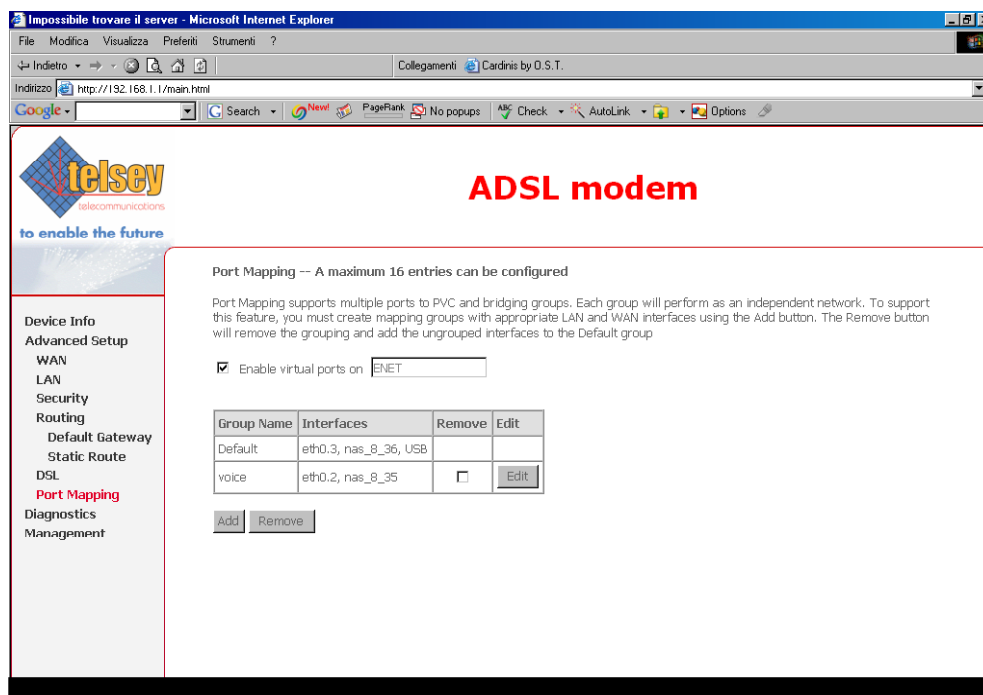 Impossibile trovare il server - Microsoft Internet Explorer
File Modifica Visualizza Preferiti Strumenti ?
Indietro Collegamenti Cardinis by O.S.T.
Indirizzo http://192.168.1.1/main.html
Google Search New! PageRank No popups ABC Check AutoLink Options
telsey
telecommunications
to enable the future
ADSL modem
Device Info
Advanced Setup
WAN
LAN
Security
Routing
Default Gateway
Static Route
DSL
Port Mapping
Diagnostics
Management
Port Mapping -- A maximum 16 entries can be configured
Port Mapping supports multiple ports to PVC and bridging groups. Each group will perform as an independent network. To support
this feature, you must create mapping groups with appropriate LAN and WAN interfaces using the Add button. The Remove button
will remove the grouping and add the ungrouped interfaces to the Default group
Enable virtual ports on ENET
Group Name Interfaces Remove Edit
Default eth0.3, nas_8_36, USB
voice eth0.2, nas_8_35 Edit
Add Remove